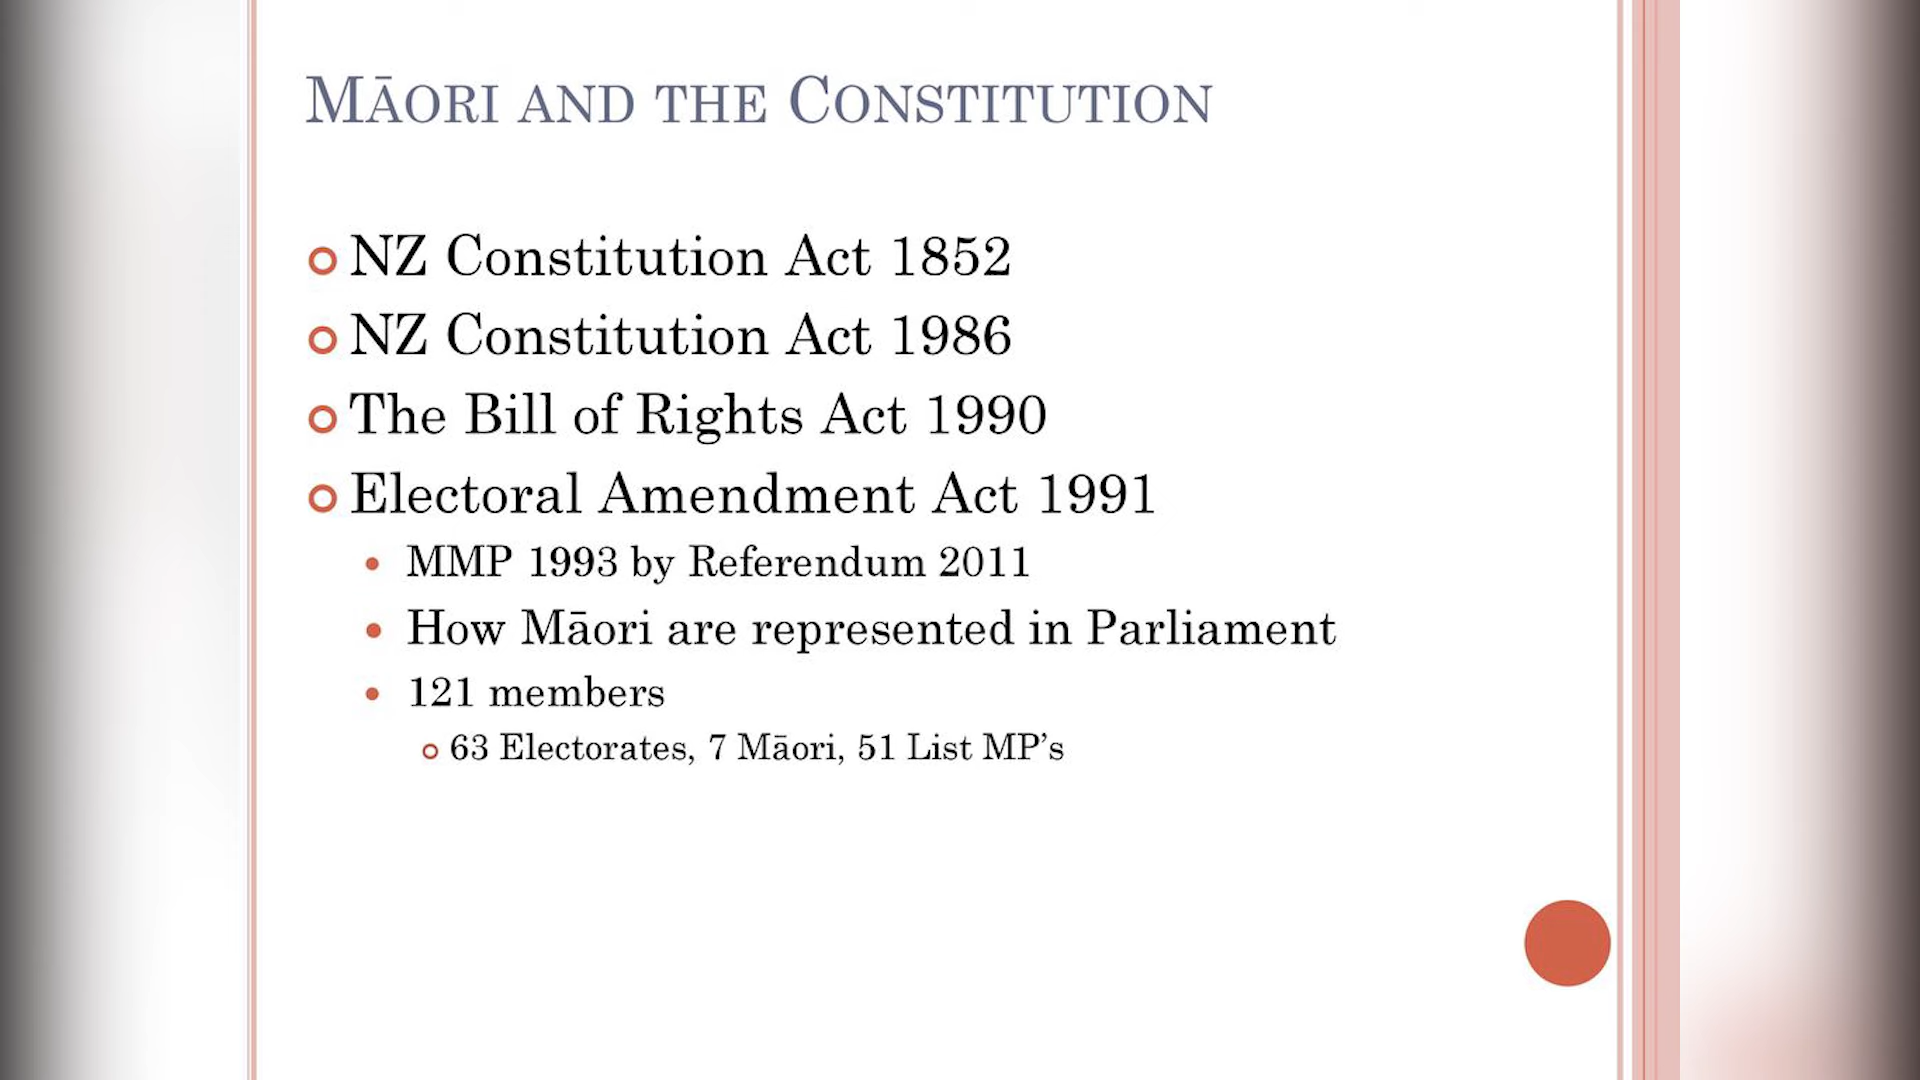 Māori and the Constitution
NZ Constitution Act 1852
NZ Constitution Act 1986
The Bill of Rights Act 1990
Electoral Amendment Act 1991
MMP 1993 by Referendum 2011
How Māori are represented in Parliament
121 members
63 Electorates, 7 Māori, 51 List MP’s